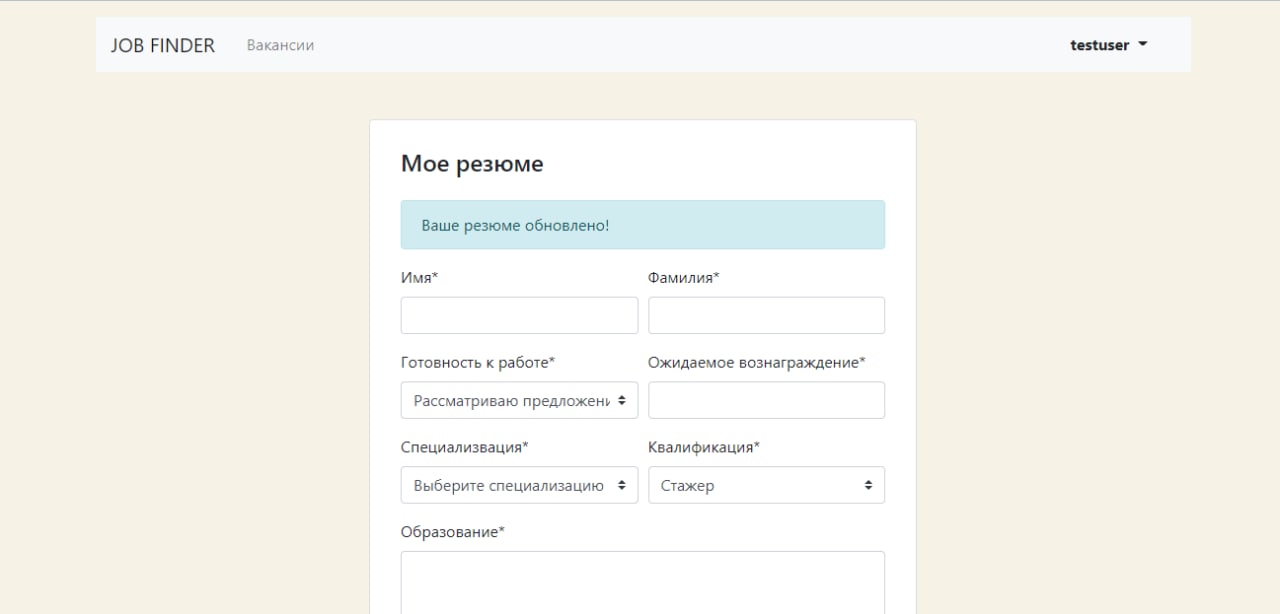 JOB FINDER Вакансии testuser
Мое резюме
Ваше резюме обновлено!
Имя* Фамилия*
Готовность к работе* Ожидаемое вознаграждение*
Рассматриваю предложени
Специализвация* Квалификация*
Выберите специализацию Стажер
Образование*